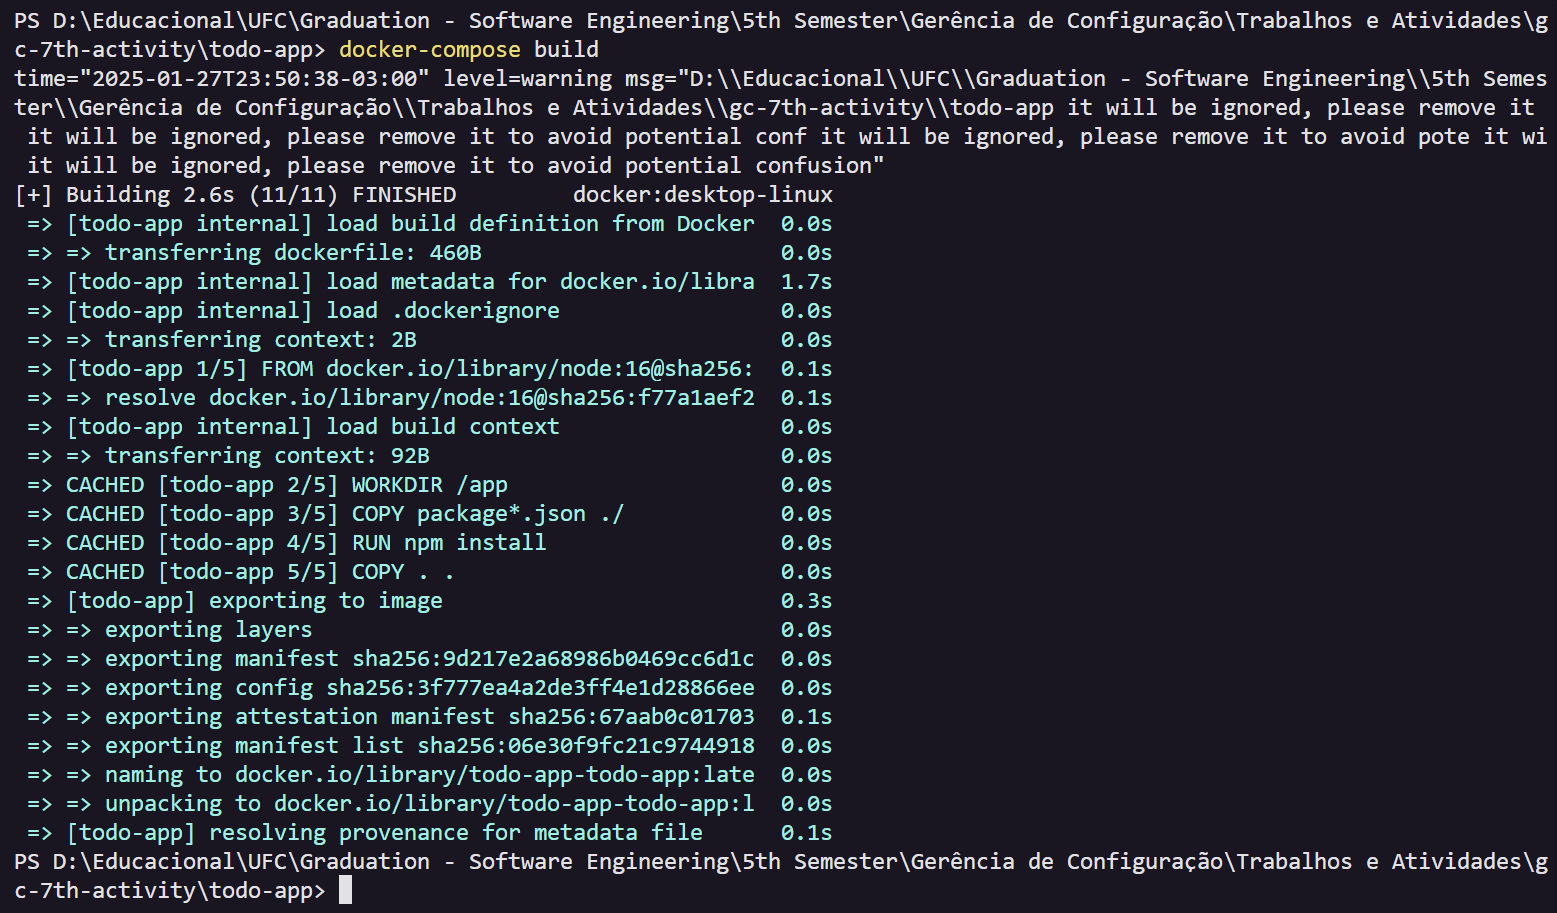 PS D:\Educacional\UFC\Graduation - Software Engineering\5th Semester\Gerência de Configuração\Trabalhos e Atividades\g
c-7th-activity\todo-app> docker-compose build
time="2025-01-27T23:50:38-03:00" level=warning msg="D:\\Educacional\\UFC\\Graduation - Software Engineering\\5th Semes
ter\\Gerência de Configuração\\Trabalhos e Atividades\\gc-7th-activity\\todo-app it will be ignored, please remove it
 it will be ignored, please remove it to avoid potential conf it will be ignored, please remove it to avoid pote it wi
 it will be ignored, please remove it to avoid potential confusion"
[+] Building 2.6s (11/11) FINISHED         docker:desktop-linux
 => [todo-app internal] load build definition from Docker  0.0s
 => => transferring dockerfile: 460B                       0.0s
 => [todo-app internal] load metadata for docker.io/libra  1.7s
 => [todo-app internal] load .dockerignore                 0.0s
 => => transferring context: 2B                            0.0s
 => [todo-app 1/5] FROM docker.io/library/node:16@sha256:  0.1s
 => => resolve docker.io/library/node:16@sha256:f77a1aef2  0.1s
 => [todo-app internal] load build context                 0.0s
 => => transferring context: 92B                           0.0s
 => CACHED [todo-app 2/5] WORKDIR /app                     0.0s
 => CACHED [todo-app 3/5] COPY package*.json ./            0.0s
 => CACHED [todo-app 4/5] RUN npm install                  0.0s
 => CACHED [todo-app 5/5] COPY . .                         0.0s
 => [todo-app] exporting to image                          0.3s
 => => exporting layers                                    0.0s
 => => exporting manifest sha256:9d217e2a68986b0469cc6d1c  0.0s
 => => exporting config sha256:3f777ea4a2de3ff4e1d28866ee  0.0s
 => => exporting attestation manifest sha256:67aab0c01703  0.1s
 => => exporting manifest list sha256:06e30f9fc21c9744918  0.0s
 => => naming to docker.io/library/todo-app-todo-app:late  0.0s
 => => unpacking to docker.io/library/todo-app-todo-app:l  0.0s
 => [todo-app] resolving provenance for metadata file      0.1s
PS D:\Educacional\UFC\Graduation - Software Engineering\5th Semester\Gerência de Configuração\Trabalhos e Atividades\g
c-7th-activity\todo-app>